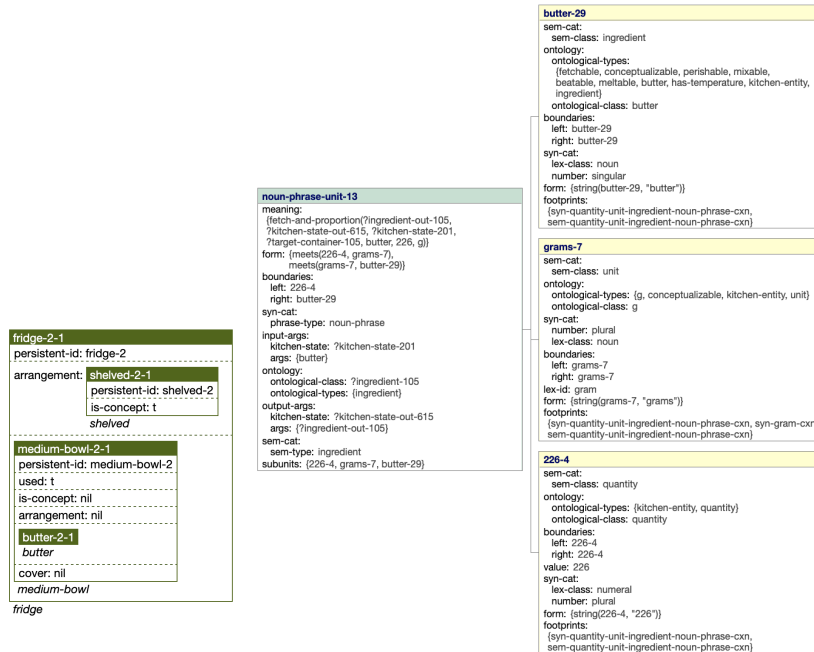 fridge-2-1
persistent-id: fridge-2
arrangement:
shelved-2-1
persistent-id: shelved-2
is-concept: t
shelved
medium-bowl-2-1
persistent-id: medium-bowl-2
used: t
is-concept: nil
arrangement: nil
butter-2-1
butter
cover: nil
medium-bowl
fridge
noun-phrase-unit-13
meaning:
{fetch-and-proportion(?ingredient-out-105,
?kitchen-state-out-615, ?kitchen-state-201,
?target-container-105, butter, 226, g)}
form: {meets(226-4, grams-7),
meets(grams-7, butter-29)}
boundaries:
left: 226-4
right: butter-29
syn-cat:
phrase-type: noun-phrase
input-args:
kitchen-state: ?kitchen-state-201
args: {butter}
ontology:
ontological-class: ?ingredient-105
ontological-types: {ingredient}
output-args:
kitchen-state: ?kitchen-state-out-615
args: {?ingredient-out-105}
sem-cat:
sem-type: ingredient
subunits: {226-4, grams-7, butter-29}
butter-29
sem-cat:
sem-class: ingredient
ontology:
ontological-types:
{fetchable, conceptualizable, perishable, mixable,
beatable, meltable, butter, has-temperature, kitchen-entity,
ingredient}
ontological-class: butter
boundaries:
left: butter-29
right: butter-29
syn-cat:
lex-class: noun
number: singular
form: {string(butter-29, "butter")}
footprints:
{syn-quantity-unit-ingredient-noun-phrase-cxn,
sem-quantity-unit-ingredient-noun-phrase-cxn}
grams-7
sem-cat:
sem-class: unit
ontology:
ontological-types: {g, conceptualizable, kitchen-entity, unit}
ontological-class: g
syn-cat:
number: plural
lex-class: noun
boundaries:
left: grams-7
right: grams-7
lex-id: gram
form: {string(grams-7, "grams")}
footprints:
{syn-quantity-unit-ingredient-noun-phrase-cxn, syn-gram-cxn
sem-quantity-unit-ingredient-noun-phrase-cxn}
226-4
sem-cat:
sem-class: quantity
ontology:
ontological-types: {kitchen-entity, quantity}
ontological-class: quantity
boundaries:
left: 226-4
right: 226-4
value: 226
syn-cat:
lex-class: numeral
number: plural
form: {string(226-4, "226")}
footprints:
{syn-quantity-unit-ingredient-noun-phrase-cxn,
sem-quantity-unit-ingredient-noun-phrase-cxn}